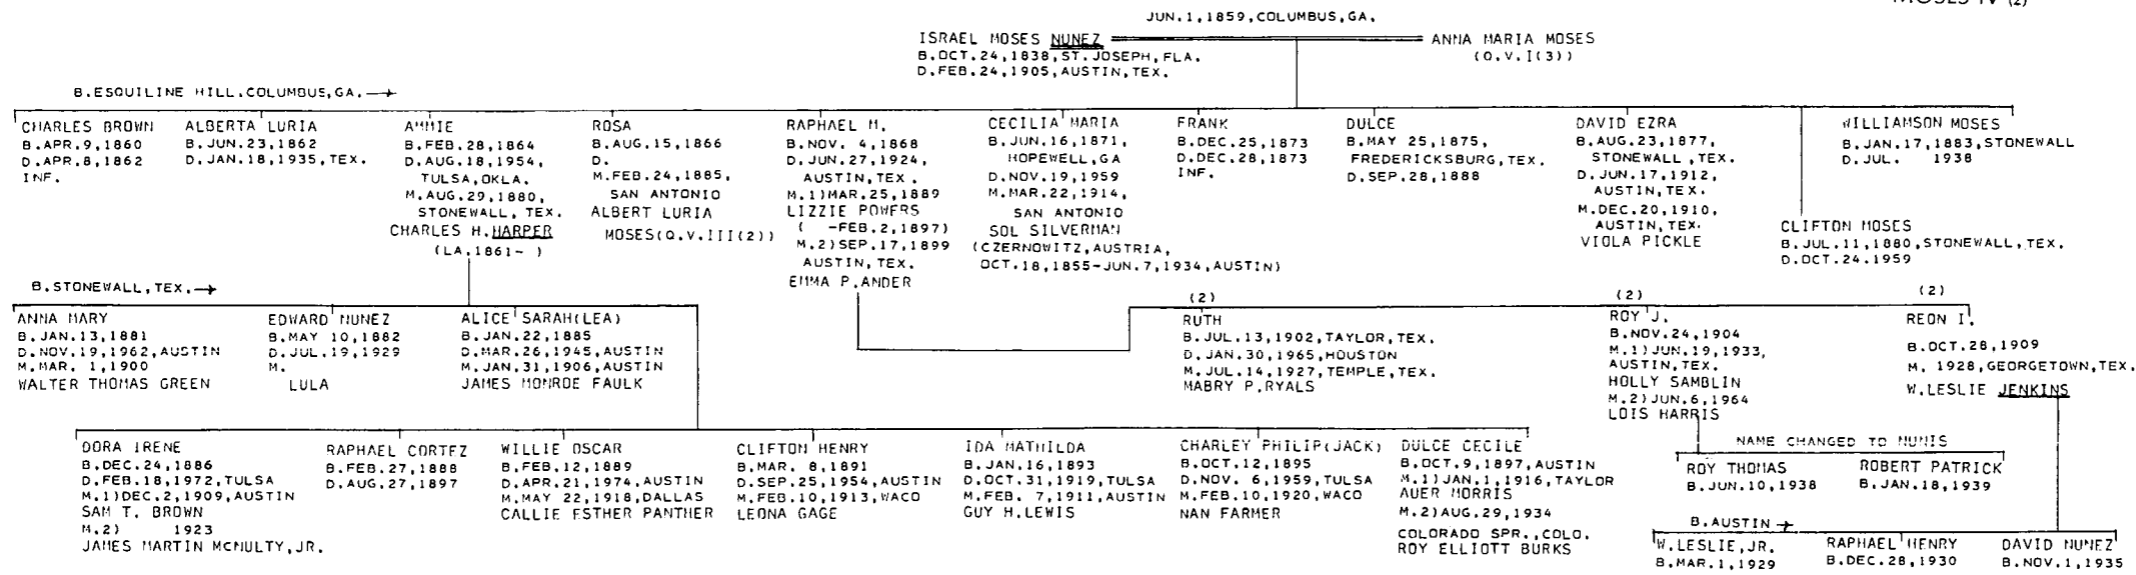 MOSES IV (2)
JUN.1,1859,COLUMBUS,GA.
ISRAEL MOSES NUNEZ
B.OCT.24,1838,ST.JOSEPH,FLA.
D.FEB.24,1905,AUSTIN,TEX.
ANNA MARIA MOSES
(Q.V.I(3))
B.ESQUILINE HILL.COLUMBUS,GA.→
CHARLES BROWN
B.APR.9,1860
D.APR.8,1862
INF.
ALBERTA LURIA
B.JUN.23,1862
D.JAN.18,1935,TEX.
ANNIE
B.FEB.28,1864
D.AUG.18,1954,
TULSA,OKLA.
M.AUG.29,1880,
STONEWALL,TEX.
CHARLES H.HARPER
(LA,1861- )
ROSA
B.AUG.15,1866
D.
M.FEB.24,1885,
SAN ANTONIO
ALBERT LURIA
MOSES(Q.V.III(2))
RAPHAEL M.
B.NOV. 4,1868
D.JUN.27,1924,
AUSTIN,TEX.
M.1)MAR.25,1889
LIZZIE POWERS
( -FEB.2,1897)
M.2)SEP.17,1899
AUSTIN,TEX.
EMMA P.ANDER
CECILIA MARIA
B.JUN.16,1871,
HOPEWELL,GA
D.NOV.19,1959
M.MAR.22,1914,
SAN ANTONIO
SOL SILVERMAN
(CZERNOWITZ,AUSTRIA,
OCT.18,1855-JUN.7,1934,AUSTIN)
FRANK
B.DEC.25,1873
D.DEC.28,1873
INF.
DULCE
B.MAY 25,1875,
FREDERICKSBURG,TEX.
D.SEP.28,1888
DAVID EZRA
B.AUG.23,1877,
STONEWALL,TEX.
D.JUN.17,1912,
AUSTIN,TEX.
M.DEC.20,1910,
AUSTIN,TEX.
VIOLA PICKLE
CLIFTON MOSES
B.JUL.11,1880,STONEWALL,TEX.
D.OCT.24.1959
WILLIAMSON MOSES
B.JAN.17,1883,STONEWALL
D.JUL. 1938
B.STONEWALL,TEX.→
ANNA MARY
B.JAN.13,1881
D.NOV.19,1962,AUSTIN
M.MAR. 1,1900
WALTER THOMAS GREEN
EDWARD NUNEZ
B.MAY 10,1882
D.JUL.19,1929
M.
LULA
ALICE SARAH(LEA)
B.JAN.22,1885
D.MAR.26,1945,AUSTIN
M.JAN.31,1906,AUSTIN
JAMES MONROE FAULK
(2)
RUTH
B.JUL.13,1902,TAYLOR,TEX.
D.JAN.30,1965,HOUSTON
M.JUL.14,1927,TEMPLE,TEX.
MABRY P.RYALS
(2)
ROY J.
B.NOV.24,1904
M.1)JUN.19,1933,
AUSTIN,TEX.
HOLLY SAMBLIN
M.2)JUN.6,1964
LOIS HARRIS
(2)
REON I.
B.OCT.28,1909
M. 1928,GEORGETOWN,TEX.
W.LESLIE JENKINS
DORA IRENE
B.DEC.24,1886
D.FEB.18,1972,TULSA
M.1)DEC.2,1909,AUSTIN
SAM T. BROWN
M.2) 1923
JAMES MARTIN MCNULTY,JR.
RAPHAEL CORTEZ
B.FEB.27,1888
D.AUG.27,1897
WILLIE OSCAR
B.FEB.12,1889
D.APR.21,1974,AUSTIN
M.MAY 22,1918,DALLAS
CALLIE ESTHER PANTHER
CLIFTON HENRY
B.MAR. 8,1891
D.SEP.25,1954,AUSTIN
M.FEB.10,1913,WACO
LEONA GAGE
IDA MATHILDA
B.JAN.16,1893
D.OCT.31,1919,TULSA
M.FEB. 7,1911,AUSTIN
GUY H.LEWIS
CHARLEY PHILIP(JACK)
B.OCT.12,1895
D.NOV. 6,1959,TULSA
M.FEB.10,1920,WACO
NAN FARMER
DULCE CECILE
B.OCT.9,1897,AUSTIN
M.1)JAN.1,1916,TAYLOR
AUER MORRIS
M.2)AUG.29,1934
COLORADO SPR.,COLO.
ROY ELLIOTT BURKS
NAME CHANGED TO NUNIS
ROY THOMAS
B.JUN.10,1938
ROBERT PATRICK
B.JAN.18,1939
B.AUSTIN→
W.LESLIE,JR.
B.MAR.1,1929
RAPHAEL HENRY
B.DEC.28,1930
DAVID NUNEZ
B.NOV.1,1935